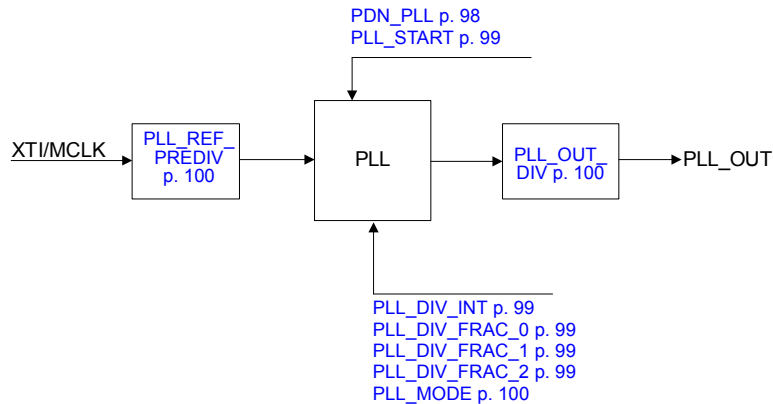 PDN_PLL p. 98
PLL_START p. 99
XTI/MCLK
PLL_REF_
PREDIV
p. 100
PLL
PLL_OUT_
DIV p. 100
PLL_OUT
PLL_DIV_INT p. 99
PLL_DIV_FRAC_0 p. 99
PLL_DIV_FRAC_1 p. 99
PLL_DIV_FRAC_2 p. 99
PLL_MODE p. 100